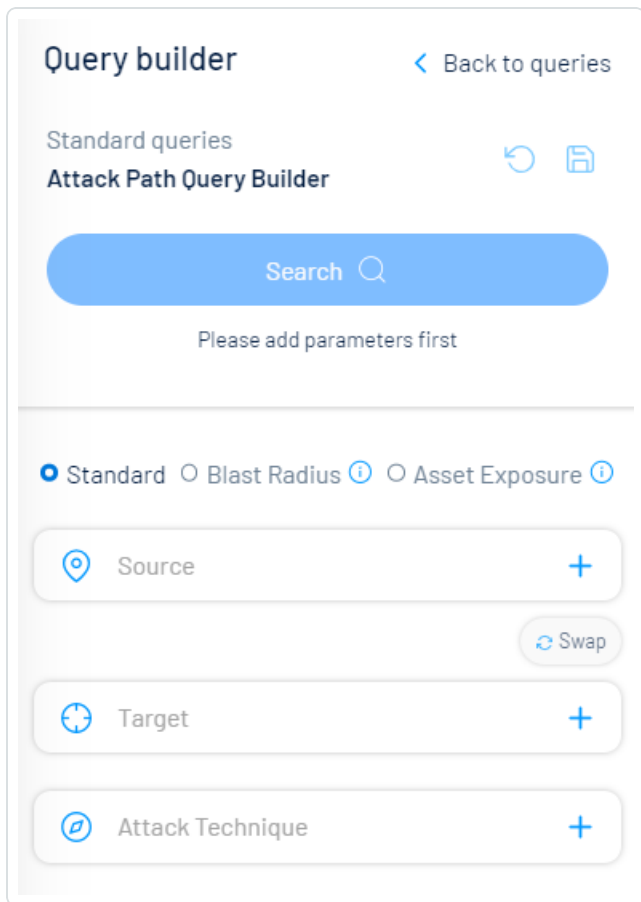 Query builder
Back to queries
Standard queries
Attack Path Query Builder
Search
Please add parameters first
Standard Blast Radius Asset Exposure
Source
Swap
Target
Attack Technique